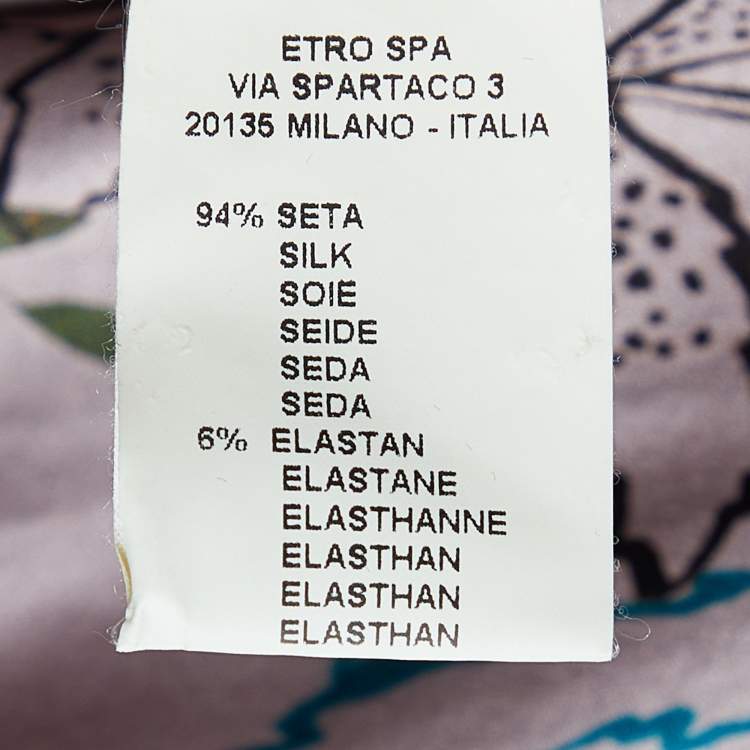 ETRO SPA
VIA SPARTACO 3
20135 MILANO - ITALIA
94% SETA
SILK
SOIE
SEIDE
SEDA
SEDA
6% ELASTAN
ELASTANE
ELASTHANNE
ELASTHAN
ELASTHAN
ELASTHAN